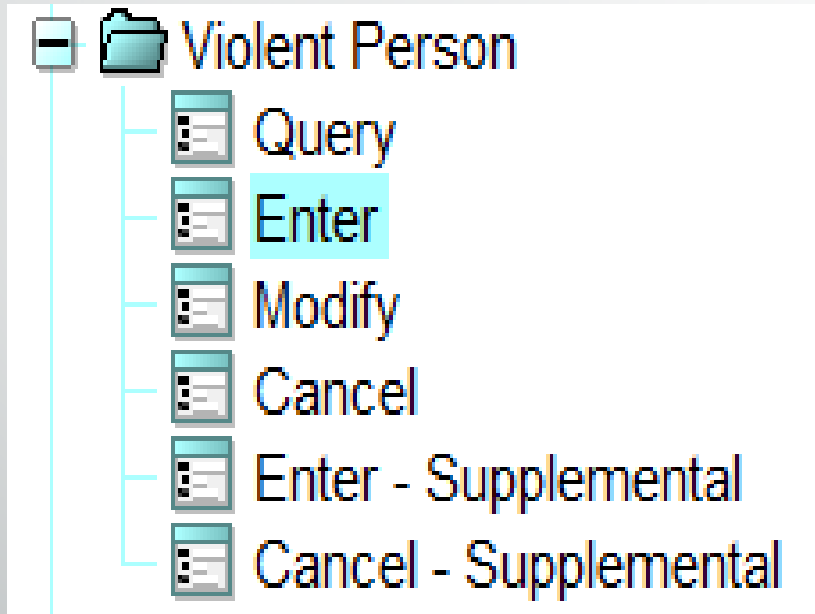 Violent Person
Query
Enter
Modify
Cancel
Enter - Supplemental
Cancel - Supplemental